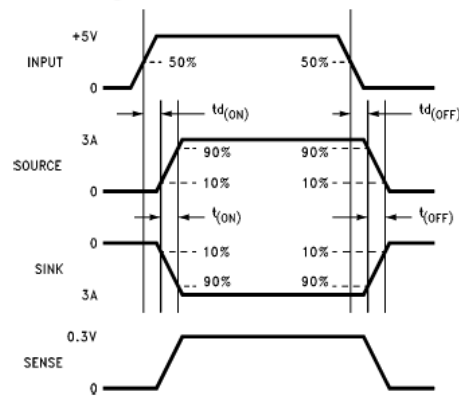 +5V
INPUT
50%
50%
0
td(ON)
td(OFF)
3A
90%
90%
SOURCE
10%
10%
0
t(ON)
t(OFF)
0
10%
10%
SINK
90%
90%
3A
0.3V
SENSE
0